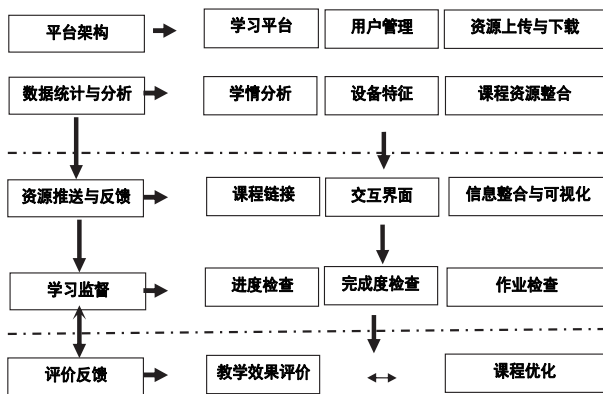 平台架构
学习平台
用户管理
资源上传与下载
数据统计与分析
学情分析
设备特征
课程资源整合
资源推送与反馈
课程链接
交互界面
信息整合与可视化
学习监督
进度检查
完成度检查
作业检查
评价反馈
教学效果评价
课程优化